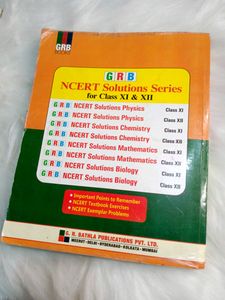 GRB
GRB
NCERT Solutions Series
for Class XI & XII
GRB NCERT Solutions Physics Class XI
GRB NCERT Solutions Physics Class XII
GRB NCERT Solutions Chemistry Class XI
GRB NCERT Solutions Chemistry Class XII
GRB NCERT Solutions Mathematics Class XI
GRB NCERT Solutions Mathematics Class XII
GRB NCERT Solutions Biology Class XI
GRB NCERT Solutions Biology Class XII
• Important Points to Remember
• NCERT Textbook Exercises
• NCERT Exemplar Problems
G. R. BATHLA PUBLICATIONS PVT. LTD.
MEERUT•DELHI•HYDERABAD•KOLKATA•MUMBAI